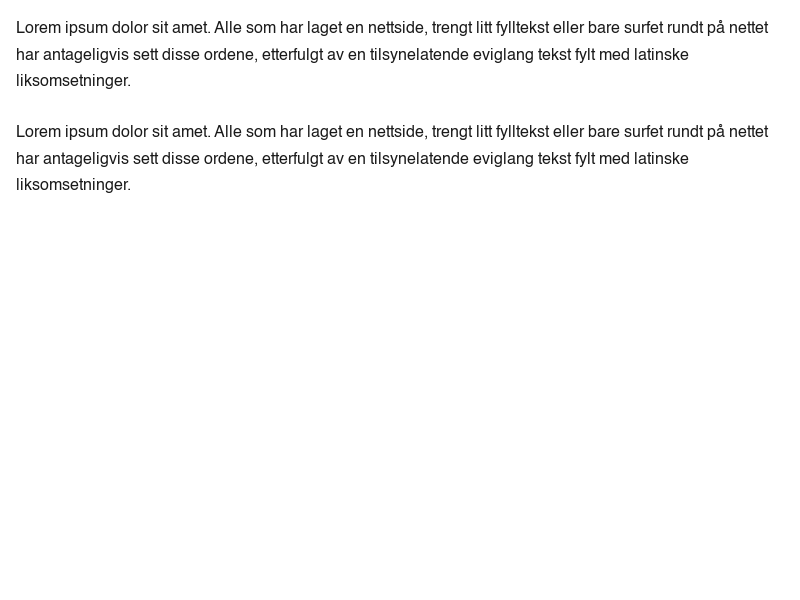 Lorem ipsum dolor sit amet. Alle som har laget en nettside, trengt litt fylltekst eller bare surfet rundt på nettet
har antageligvis sett disse ordene, etterfulgt av en tilsynelatende eviglang tekst fylt med latinske
liksomsetninger.
Lorem ipsum dolor sit amet. Alle som har laget en nettside, trengt litt fylltekst eller bare surfet rundt på nettet
har antageligvis sett disse ordene, etterfulgt av en tilsynelatende eviglang tekst fylt med latinske
liksomsetninger.